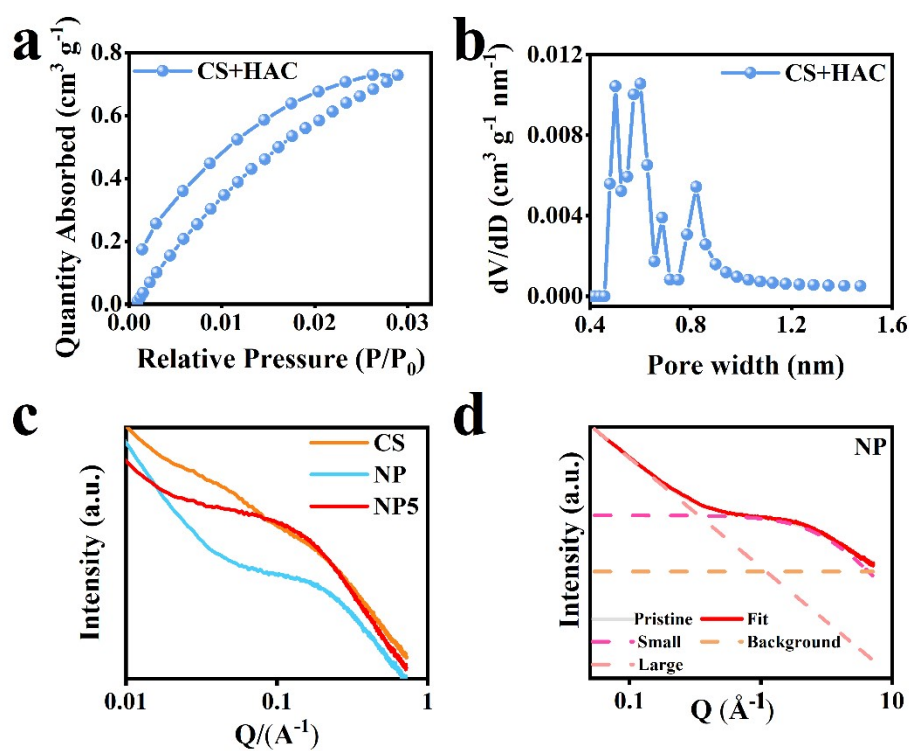 a
CS+HAC
Quantity Absorbed (cm³ g⁻¹)
0.8
0.6
0.4
0.2
0.0
0.00
0.01
0.02
0.03
Relative Pressure (P/P₀)
b
CS+HAC
dV/dD (cm³ g⁻¹ nm⁻¹)
0.012
0.008
0.004
0.000
0.4
0.8
1.2
1.6
Pore width (nm)
c
CS
NP
NP5
Intensity (a.u.)
0.01
0.1
1
Q/(A⁻¹)
d
NP
Intensity (a.u.)
Pristine
Fit
Small
Background
Large
0.1
1
10
Q (Å⁻¹)